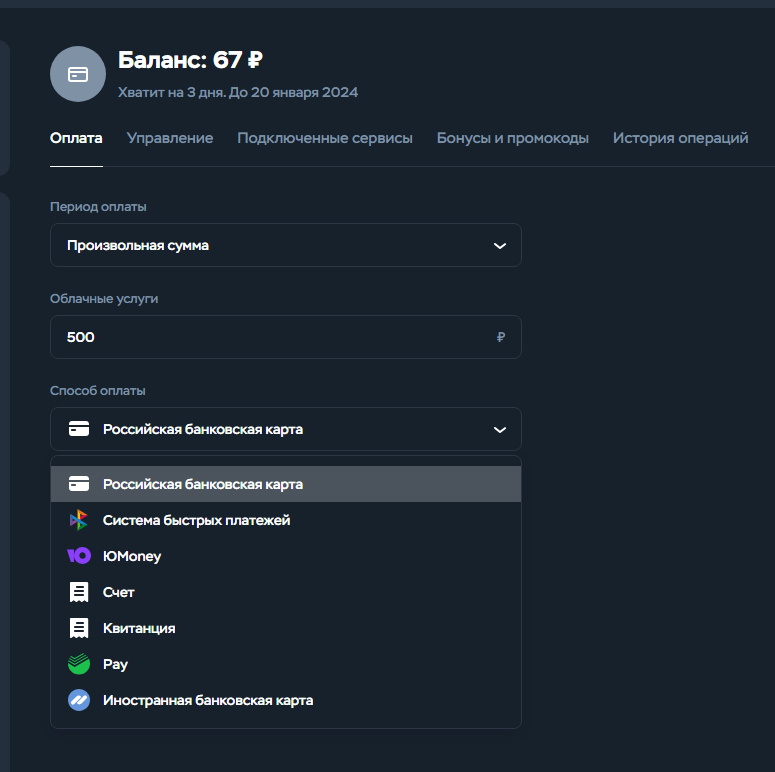 Баланс: 67 ₽
Хватит на 3 дня. До 20 января 2024
Оплата Управление Подключенные сервисы Бонусы и промокоды История операций
Период оплаты
Произвольная сумма
Облачные услуги
500 ₽
Способ оплаты
Российская банковская карта
Российская банковская карта
Система быстрых платежей
ЮMoney
Счет
Квитанция
Pay
Иностранная банковская карта